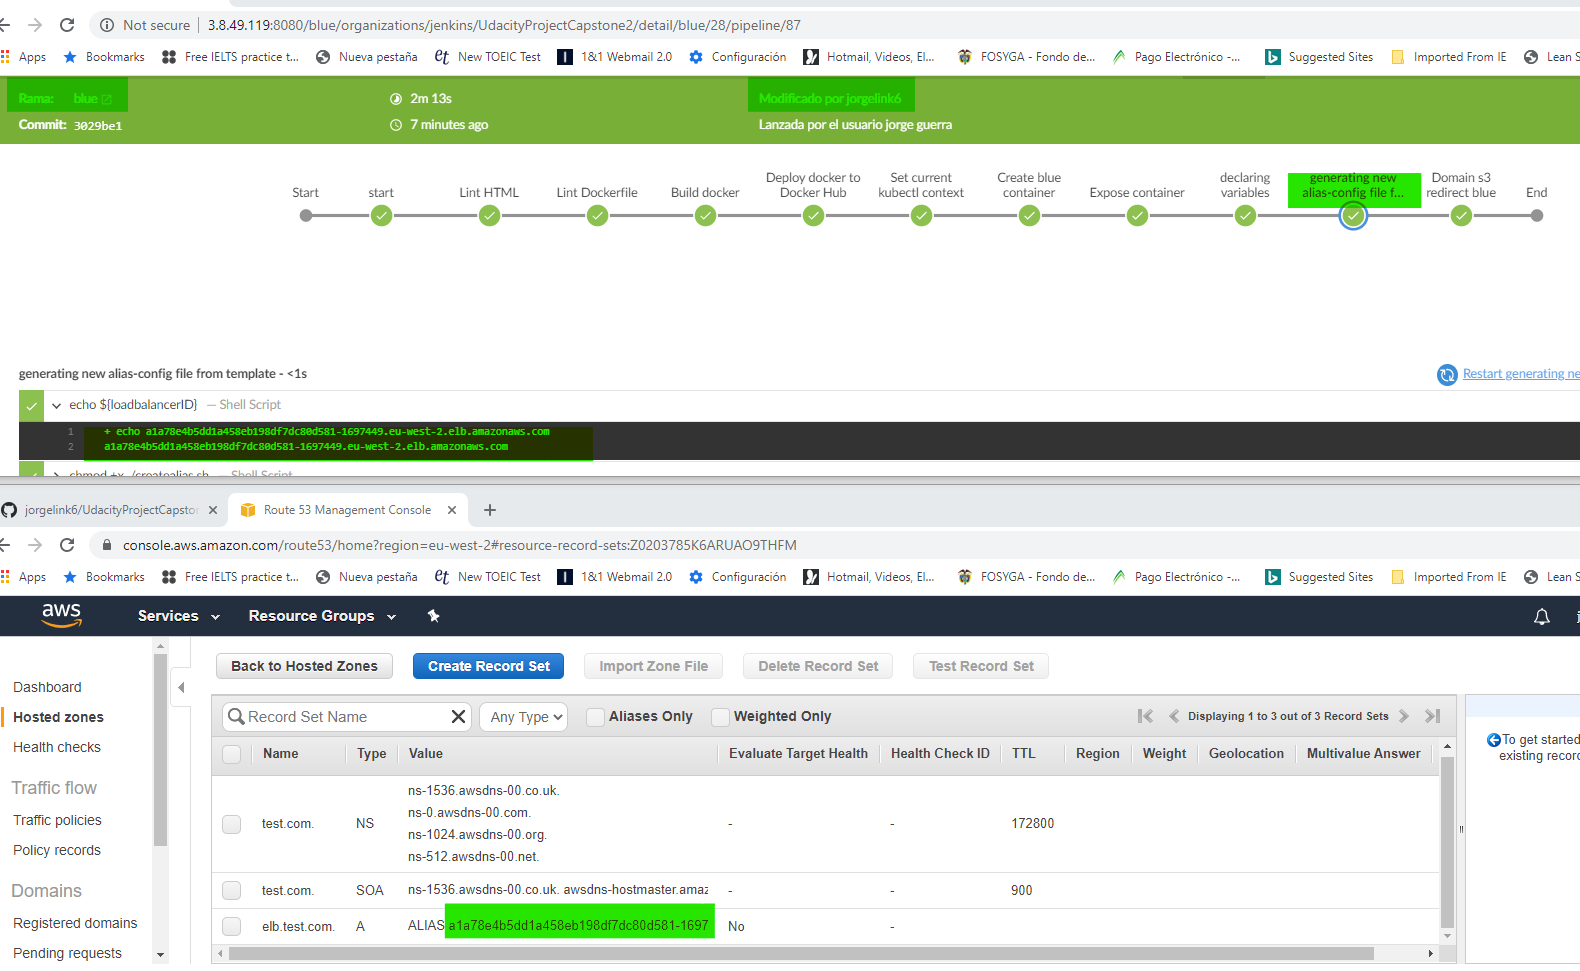 Not secure | 3.8.49.119:8080/blue/organizations/jenkins/UdacityProjectCapstone2/detail/blue/28/pipeline/87
Apps Bookmarks Free IELTS practice t... Nueva pestaña New TOEIC Test 1&1 Webmail 2.0 Configuración Hotmail, Videos, El... FOSYGA - Fondo de... Pago Electrónico -... Suggested Sites Imported From IE Lean S
Rama: blue 2m 13s Modificado por jorgelink6
Commit: 3029be1 7 minutes ago Lanzada por el usuario jorge guerra
Start start Lint HTML Lint Dockerfile Build docker Deploy docker to Docker Hub Set current kubectl context Create blue container Expose container declaring variables generating new alias-config file f... Domain s3 redirect blue End
generating new alias-config file from template - <1s Restart generating ne
echo ${loadbalancerID} — Shell Script
1 + echo a1a78e4b5dd1a458eb198df7dc80d581-1697449.eu-west-2.elb.amazonaws.com
2 a1a78e4b5dd1a458eb198df7dc80d581-1697449.eu-west-2.elb.amazonaws.com
chmod +x ./createalias.sh — Shell Script
jorgelink6/UdacityProjectCapsto Route 53 Management Console
console.aws.amazon.com/route53/home?region=eu-west-2#resource-record-sets:Z0203785K6ARUAO9THFM
Apps Bookmarks Free IELTS practice t... Nueva pestaña New TOEIC Test 1&1 Webmail 2.0 Configuración Hotmail, Videos, El... FOSYGA - Fondo de... Pago Electrónico -... Suggested Sites Imported From IE Lean S
aws Services Resource Groups
Dashboard
Hosted zones
Health checks
Traffic flow
Traffic policies
Policy records
Domains
Registered domains
Pending requests
Back to Hosted Zones Create Record Set Import Zone File Delete Record Set Test Record Set
Record Set Name Any Type Aliases Only Weighted Only Displaying 1 to 3 out of 3 Record Sets
Name Type Value Evaluate Target Health Health Check ID TTL Region Weight Geolocation Multivalue Answer
ns-1536.awsdns-00.co.uk.
ns-0.awsdns-00.com.
test.com. NS - - 172800
ns-1024.awsdns-00.org.
ns-512.awsdns-00.net.
test.com. SOA ns-1536.awsdns-00.co.uk. awsdns-hostmaster.amaz - - 900
elb.test.com. A ALIAS a1a78e4b5dd1a458eb198df7dc80d581-1697 No -
To get started
existing recor